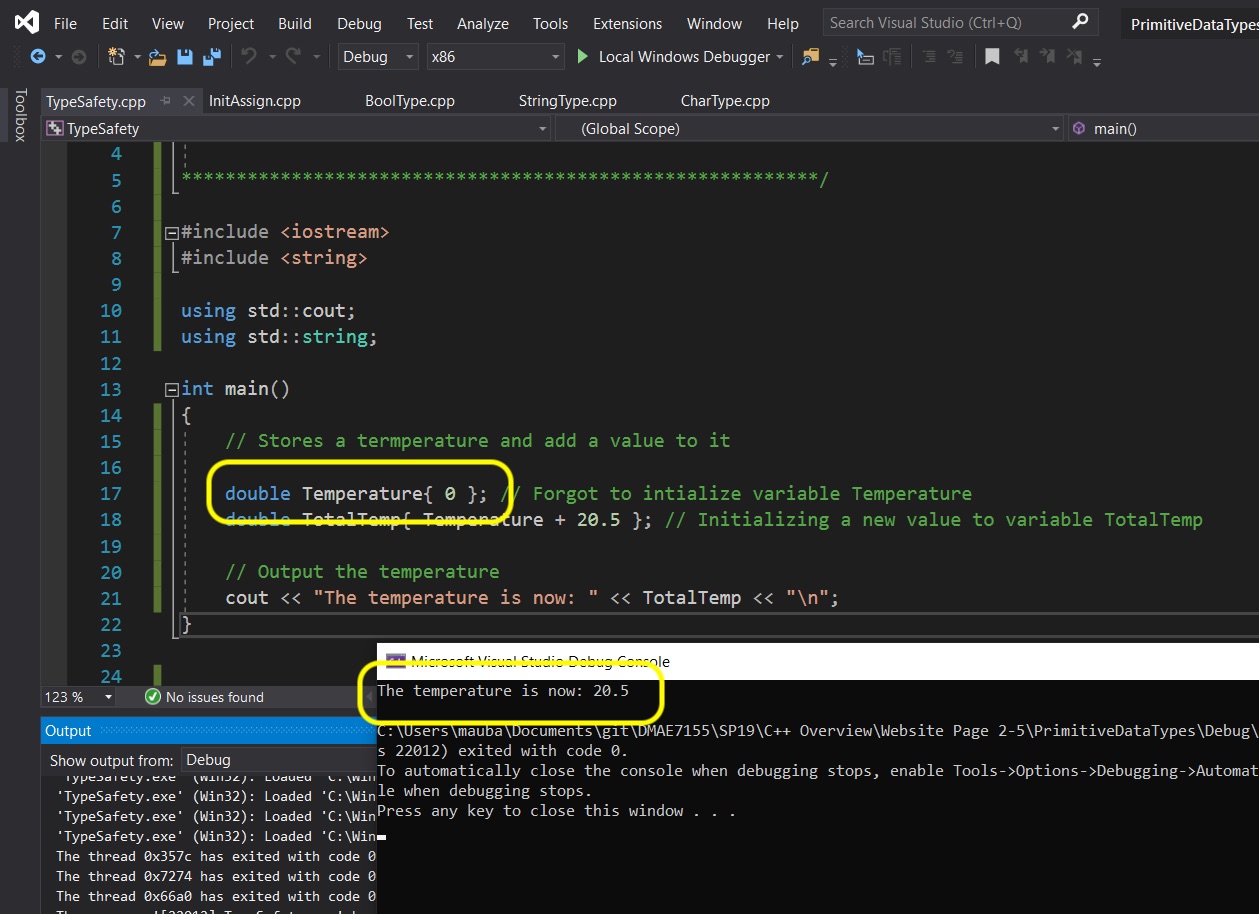 File Edit View Project Build Debug Test Analyze Tools Extensions Window Help Search Visual Studio (Ctrl+Q) PrimitiveDataTypes
Debug x86 Local Windows Debugger
Toolbox
TypeSafety.cpp InitAssign.cpp BoolType.cpp StringType.cpp CharType.cpp
TypeSafety (Global Scope) main()
4
5 **********************************************************/
6
7 #include <iostream>
8 #include <string>
9
10 using std::cout;
11 using std::string;
12
13 int main()
14 {
15 // Stores a termperature and add a value to it
16
17 double Temperature{ 0 }; // Forgot to intialize variable Temperature
18 double TotalTemp{ Temperature + 20.5 }; // Initializing a new value to variable TotalTemp
19
20 // Output the temperature
21 cout << "The temperature is now: " << TotalTemp << "\n";
22 }
23
24
123 % No issues found
Output
Show output from: Debug
'TypeSafety.exe' (Win32): Loaded 'C:\Win
'TypeSafety.exe' (Win32): Loaded 'C:\Win
'TypeSafety.exe' (Win32): Loaded 'C:\Win
'TypeSafety.exe' (Win32): Loaded 'C:\Win
The thread 0x357c has exited with code 0
The thread 0x7274 has exited with code 0
The thread 0x66a0 has exited with code 0
Microsoft Visual Studio Debug Console
The temperature is now: 20.5
C:\Users\mauba\Documents\git\DMAE7155\SP19\C++ Overview\Website Page 2-5\PrimitiveDataTypes\Debug\
s 22012) exited with code 0.
To automatically close the console when debugging stops, enable Tools->Options->Debugging->Automat
le when debugging stops.
Press any key to close this window . . .